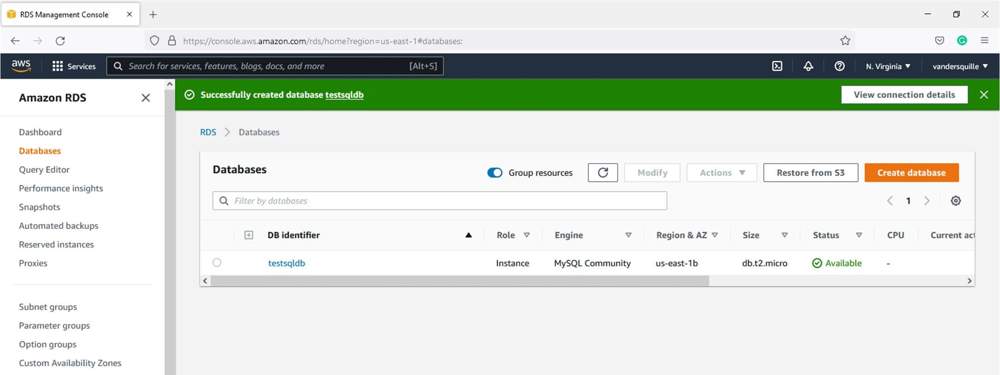 RDS Management Console
https://console.aws.amazon.com/rds/home?region=us-east-1#databases:
aws
Services
Search for services, features, blogs, docs, and more
[Alt+S]
N. Virginia
vandersquille
Amazon RDS
Dashboard
Databases
Query Editor
Performance insights
Snapshots
Automated backups
Reserved instances
Proxies
Subnet groups
Parameter groups
Option groups
Custom Availability Zones
Successfully created database testsqldb
View connection details
RDS
Databases
Databases
Group resources
Modify
Actions
Restore from S3
Create database
Filter by databases
1
DB identifier
Role
Engine
Region & AZ
Size
Status
CPU
Current act
testsqldb
Instance
MySQL Community
us-east-1b
db.t2.micro
Available
-